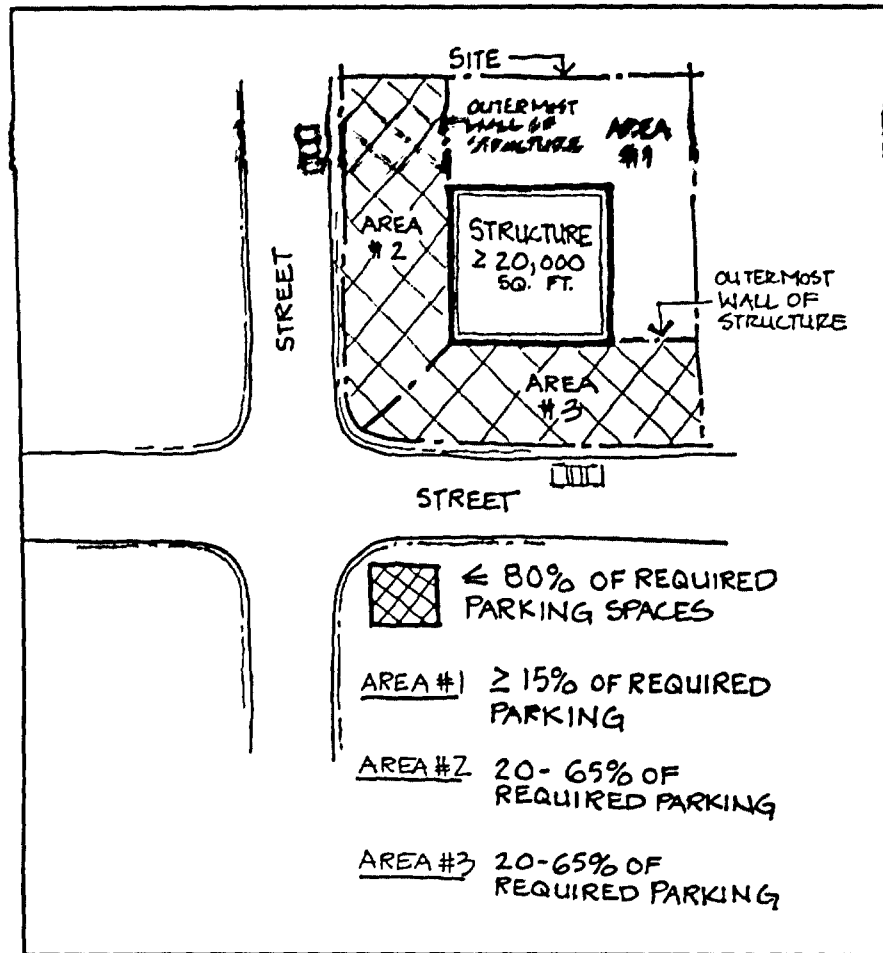 SITE
OUTERMOST
WALL OF
STRUCTURE
AREA
#1
AREA
#2
STRUCTURE
≥ 20,000
SQ. FT.
STREET
OUTERMOST
WALL OF
STRUCTURE
AREA
#3
STREET
≤ 80% OF REQUIRED
PARKING SPACES
AREA #1 ≥ 15% OF REQUIRED
PARKING
AREA #2 20-65% OF
REQUIRED PARKING
AREA #3 20-65% OF
REQUIRED PARKING